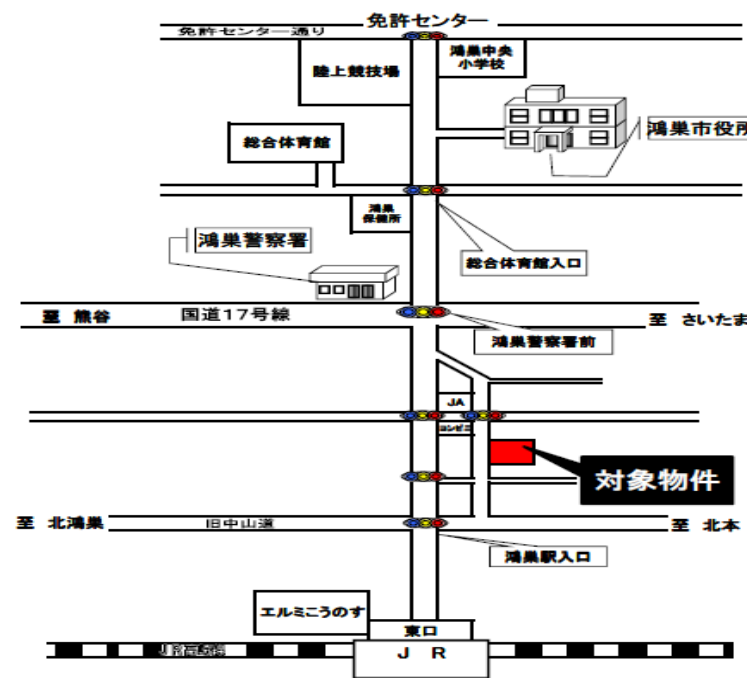 免許センター
免許センター通り
鴻巣中央
小学校
陸上競技場
鴻巣市役所
総合体育館
鴻巣
保健所
鴻巣警察署
総合体育館入口
至 熊谷
国道17号線
至 さいたま
鴻巣警察署前
JA
コンビニ
対象物件
至 北鴻巣
旧中山道
至 北本
鴻巣駅入口
エルミこうのす
東口
JR高崎線
J R